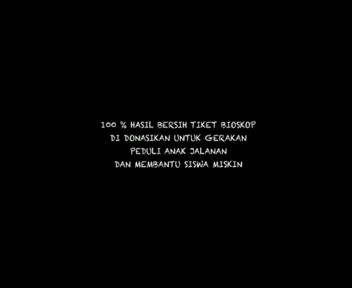 100 % HASIL BERSIH TIKET BIOSKOP
DI DONASIKAN UNTUK GERAKAN
PEDULI ANAK JALANAN
DAN MEMBANTU SISWA MISKIN